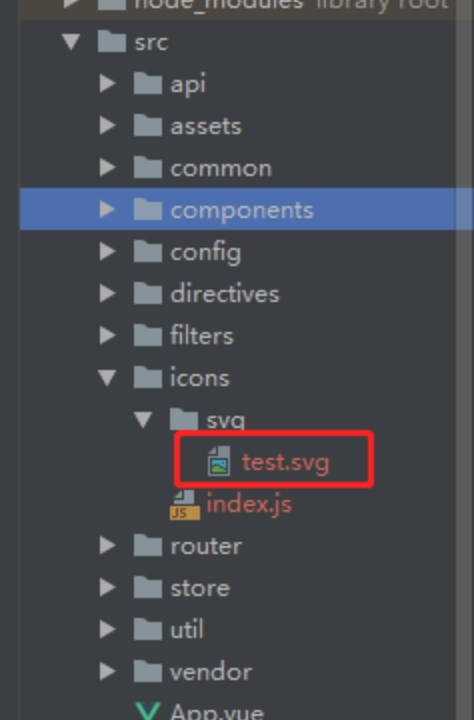 node_modules library root
src
api
assets
common
components
config
directives
filters
icons
svg
test.svg
index.js
JS
router
store
util
vendor
App.vue